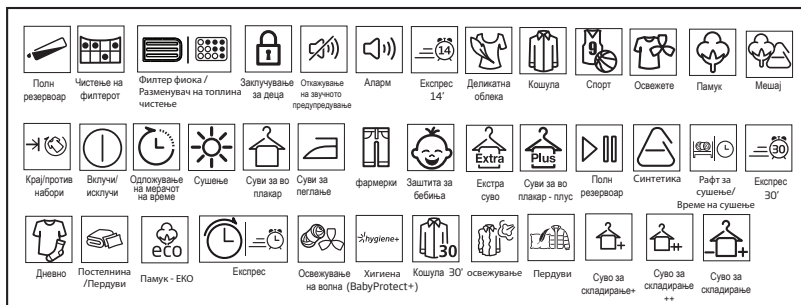 14
9
Полн
резервоар
Чистење на
филтерот
Филтер фиока /
Разменувач на топлина
чистење
Заклучување
за деца
Откажување
на звучното
предупредување
Аларм
Експрес
14'
Деликатна
облека
Кошула
Спорт
Освежете
Памук
Мешај
Extra
Plus
30
Крај/против
набори
Вклучи/
исклучи
Одложување
на мерачот
на време
Сушење
Суви за во
плакар
Суви за
пеглање
фармерки
Заштита за
бебиња
Екстра
суво
Суви за во
плакар - плус
Полн
резервоар
Синтетика
Рафт за
сушење/
Време на сушење
Експрес
30'
eco
hygiene+
30
+
++
- +
Дневно
Постелнина
/Пердуви
Памук - ЕКО
Експрес
Освежување
на волна
Хигиена
(BabyProtect+)
Кошула 30'
освежување
Пердуви
Суво за
складирање+
Суво за
складирање
++
Суво за
складирање